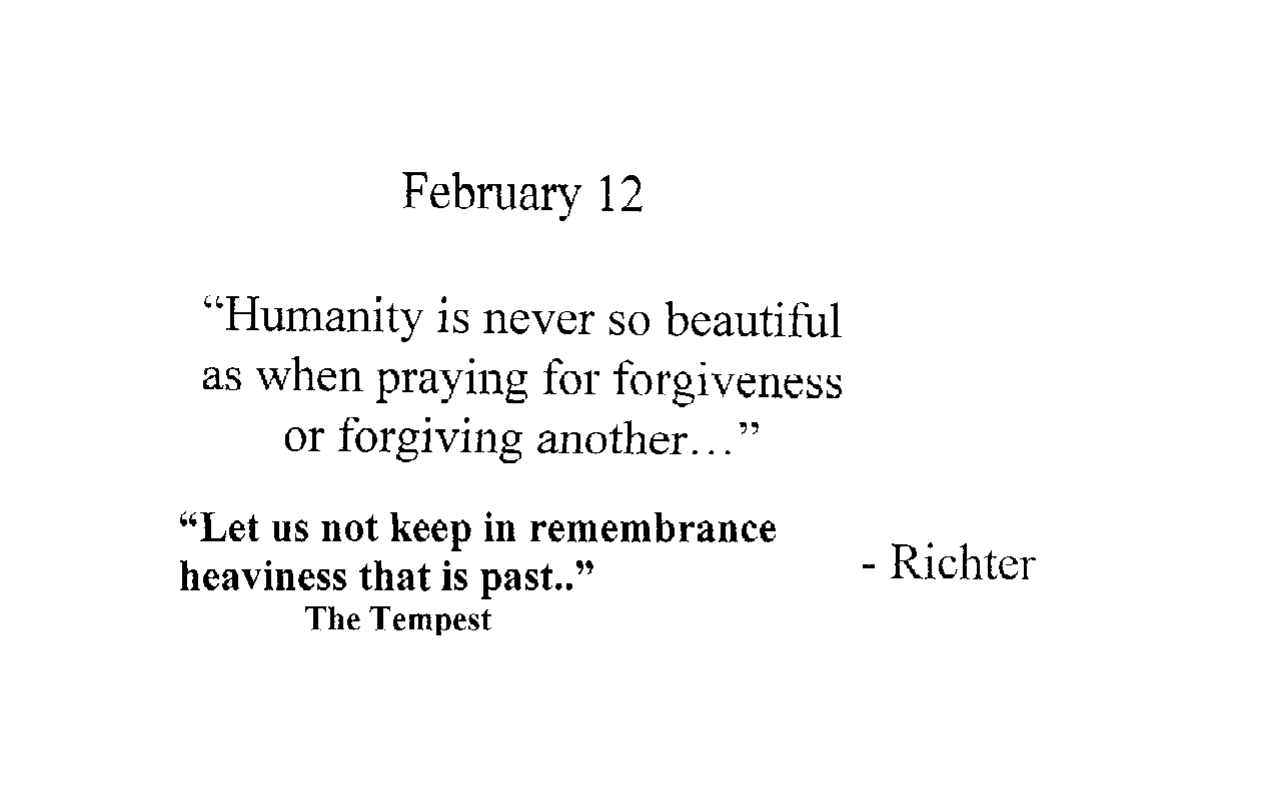 February 12
“Humanity is never so beautiful
as when praying for forgiveness
or forgiving another…”
- Richter
“Let us not keep in remembrance
heaviness that is past..”
The Tempest